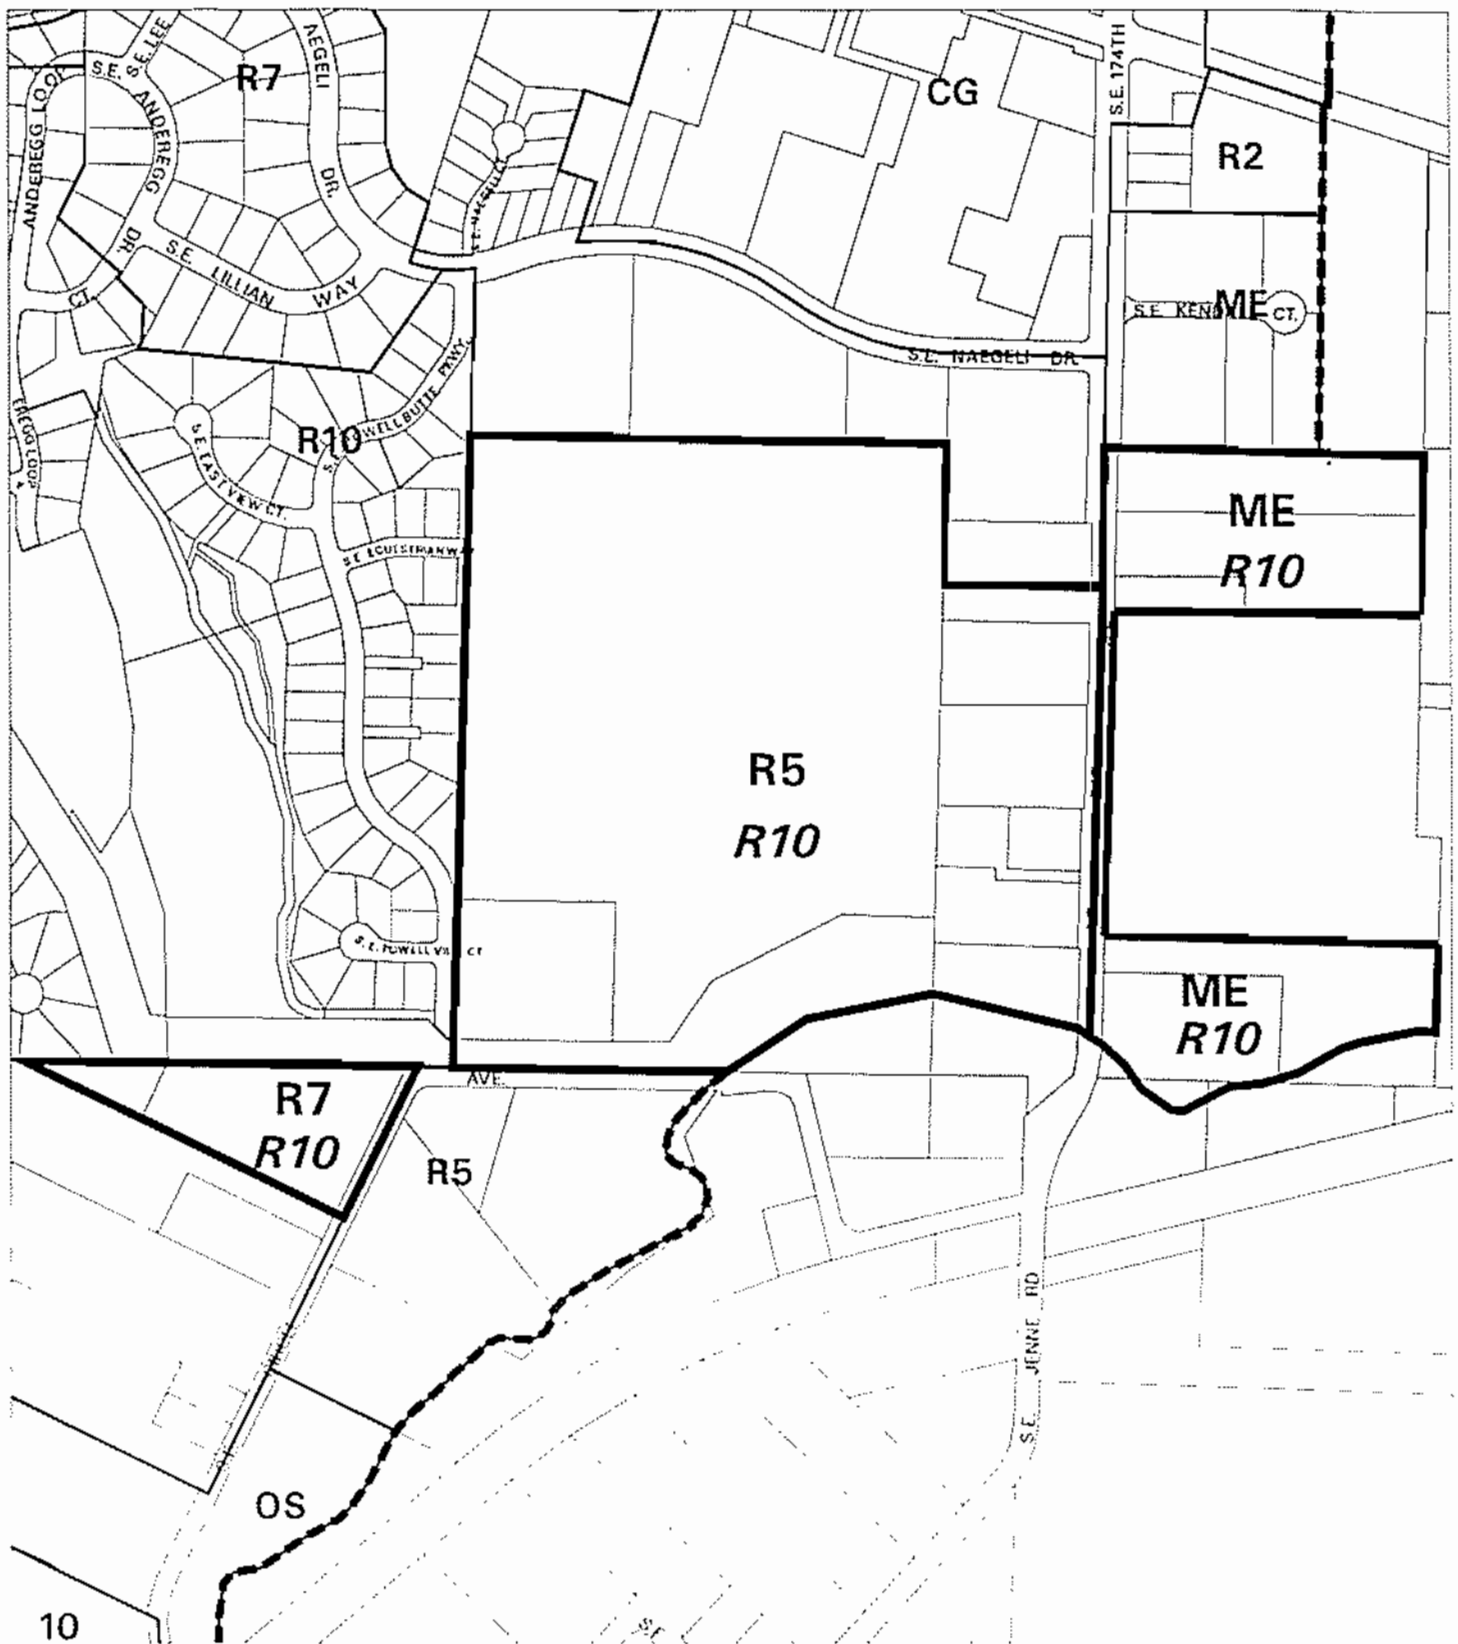 S.E. LEE
S.E. ANDEREGG DR.
ANDEREGG LOOP
R7
NAEGELI DR.
CG
S.E. 174TH
R2
S.E. LILLIAN WAY
CT.
ME
S.E. CT.
S.E. NAEGELI DR.
POWELL BUTTE PKWY.
R10
S.E. EAST VIEW CT.
S.E. EQUESTRIAN WAY
ME
R10
R5
R10
S.E. POWELL CT
ME
R10
AVE.
R7
R10
R5
S.E. JENNE RD
OS
10
S.E.